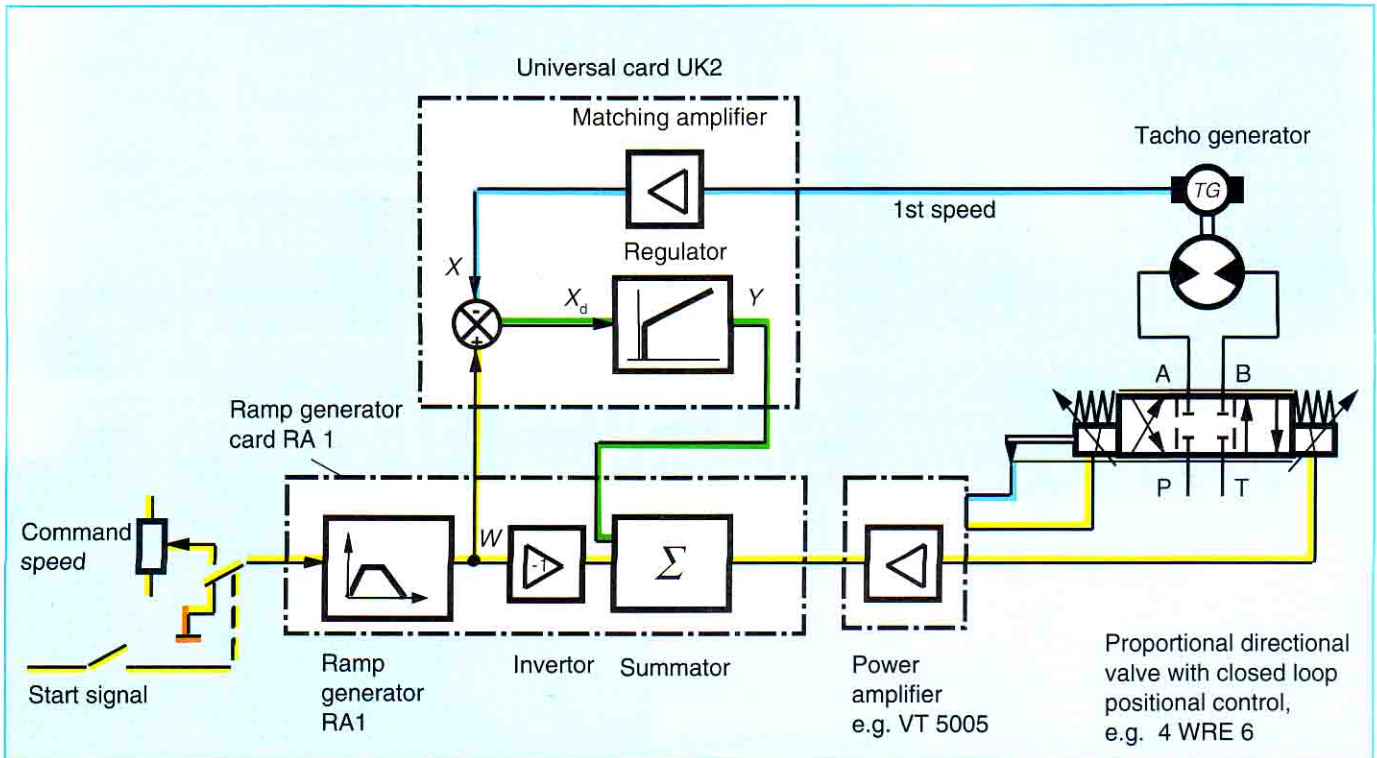 Universal card UK2
Matching amplifier
Tacho generator
TG
1st speed
Regulator
X
-
X_d
Y
+
A
B
Ramp generator
card RA 1
P
T
Command
speed
W
-1
Σ
Start signal
Ramp
generator
RA1
Invertor
Summator
Power
amplifier
e.g. VT 5005
Proportional directional
valve with closed loop
positional control,
e.g. 4 WRE 6